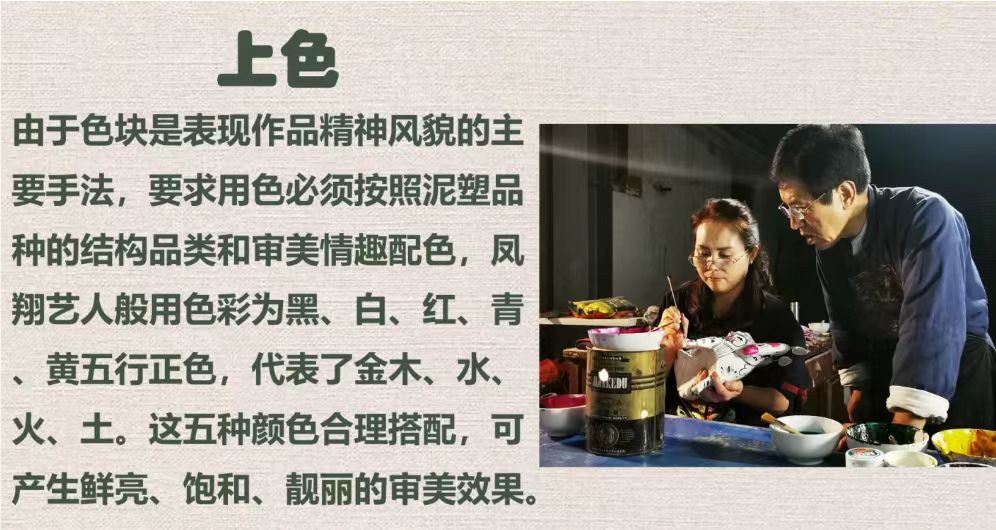 上色
由于色块是表现作品精神风貌的主
要手法，要求用色必须按照泥塑品
种的结构品类和审美情趣配色，凤
翔艺人般用色彩为黑、白、红、青
、黄五行正色，代表了金木、水、
火、土。这五种颜色合理搭配，可
产生鲜亮、饱和、靓丽的审美效果。